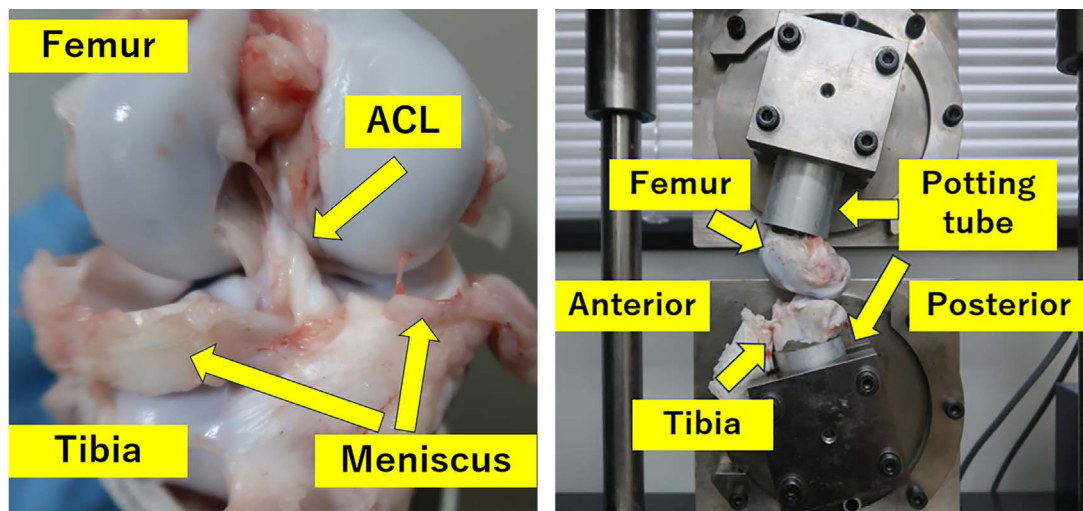 Femur
ACL
Tibia
Meniscus
Femur
Potting
tube
Anterior
Posterior
Tibia